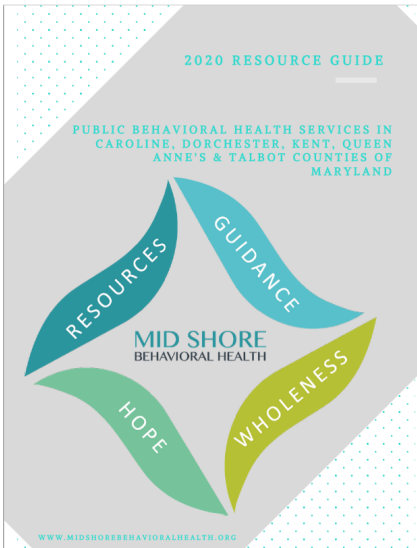 2020 RESOURCE GUIDE
PUBLIC BEHAVIORAL HEALTH SERVICES IN
CAROLINE, DORCHESTER, KENT, QUEEN
ANNE'S & TALBOT COUNTIES OF
MARYLAND
RESOURCES
GUIDANCE
MID SHORE
BEHAVIORAL HEALTH
HOPE
WHOLENESS
WWW.MIDSHOREBEHAVIORALHEALTH.ORG